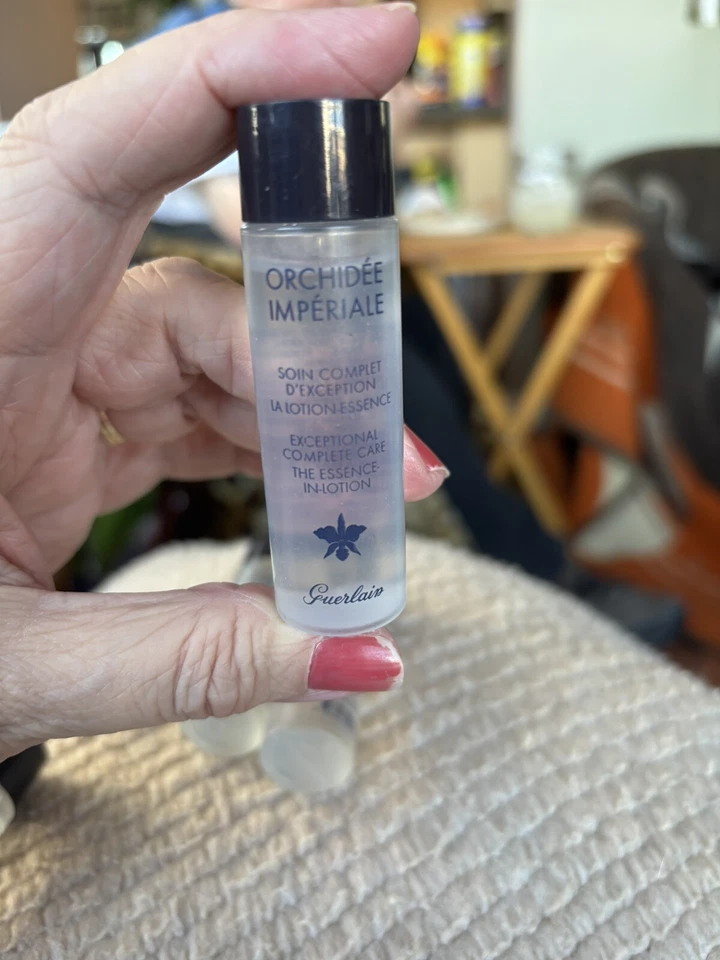 ORCHIDÉE
IMPÉRIALE
SOIN COMPLET
D'EXCEPTION
LA LOTION-ESSENCE
EXCEPTIONAL
COMPLETE CARE
THE ESSENCE-
IN-LOTION
Guerlain